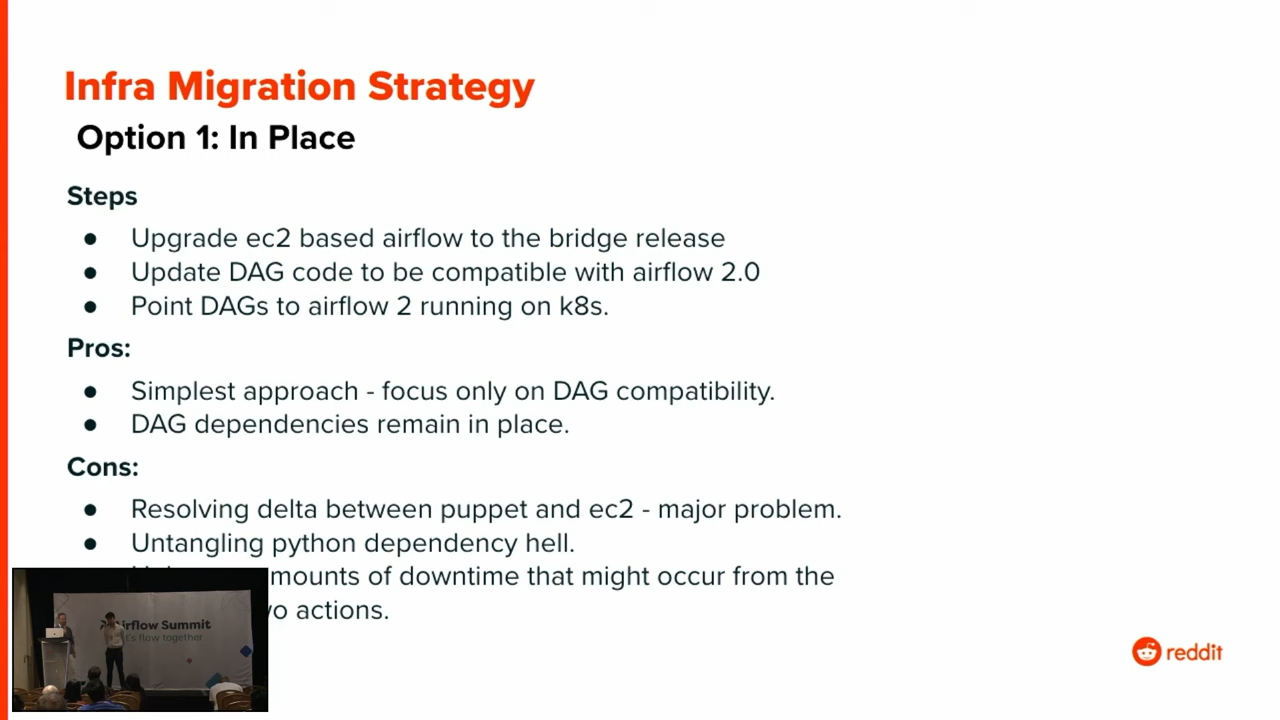 Infra Migration Strategy
Option 1: In Place
Steps
● Upgrade ec2 based airflow to the bridge release
● Update DAG code to be compatible with airflow 2.0
● Point DAGs to airflow 2 running on k8s.
Pros:
● Simplest approach - focus only on DAG compatibility.
● DAG dependencies remain in place.
Cons:
● Resolving delta between puppet and ec2 - major problem.
● Untangling python dependency hell.
of downtime that might occur from the
actions.
Airflow Summit
flow together
reddit